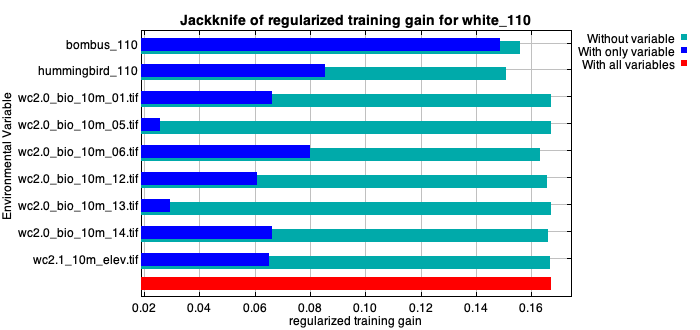 Jackknife of regularized training gain for white_110
Without variable
With only variable
With all variables
Environmental Variable
bombus_110
hummingbird_110
wc2.0_bio_10m_01.tif
wc2.0_bio_10m_05.tif
wc2.0_bio_10m_06.tif
wc2.0_bio_10m_12.tif
wc2.0_bio_10m_13.tif
wc2.0_bio_10m_14.tif
wc2.1_10m_elev.tif
0.02 0.04 0.06 0.08 0.10 0.12 0.14 0.16
regularized training gain